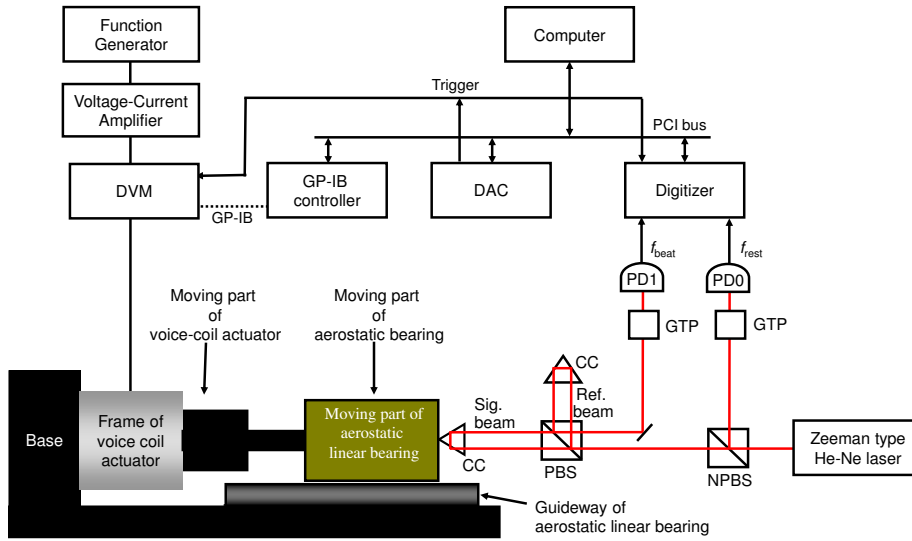 Function
Generator
Computer
Trigger
Voltage-Current
Amplifier
PCI bus
DVM
GP-IB
controller
DAC
Digitizer
GP-IB
f_beat
f_rest
PD1
PD0
Moving part
of
voice-coil actuator
Moving part
of
aerostatic bearing
GTP
GTP
CC
Ref.
beam
Sig.
beam
Base
Frame of
voice coil
actuator
Moving part of
aerostatic
linear bearing
CC
PBS
NPBS
Zeeman type
He-Ne laser
Guideway of
aerostatic linear bearing